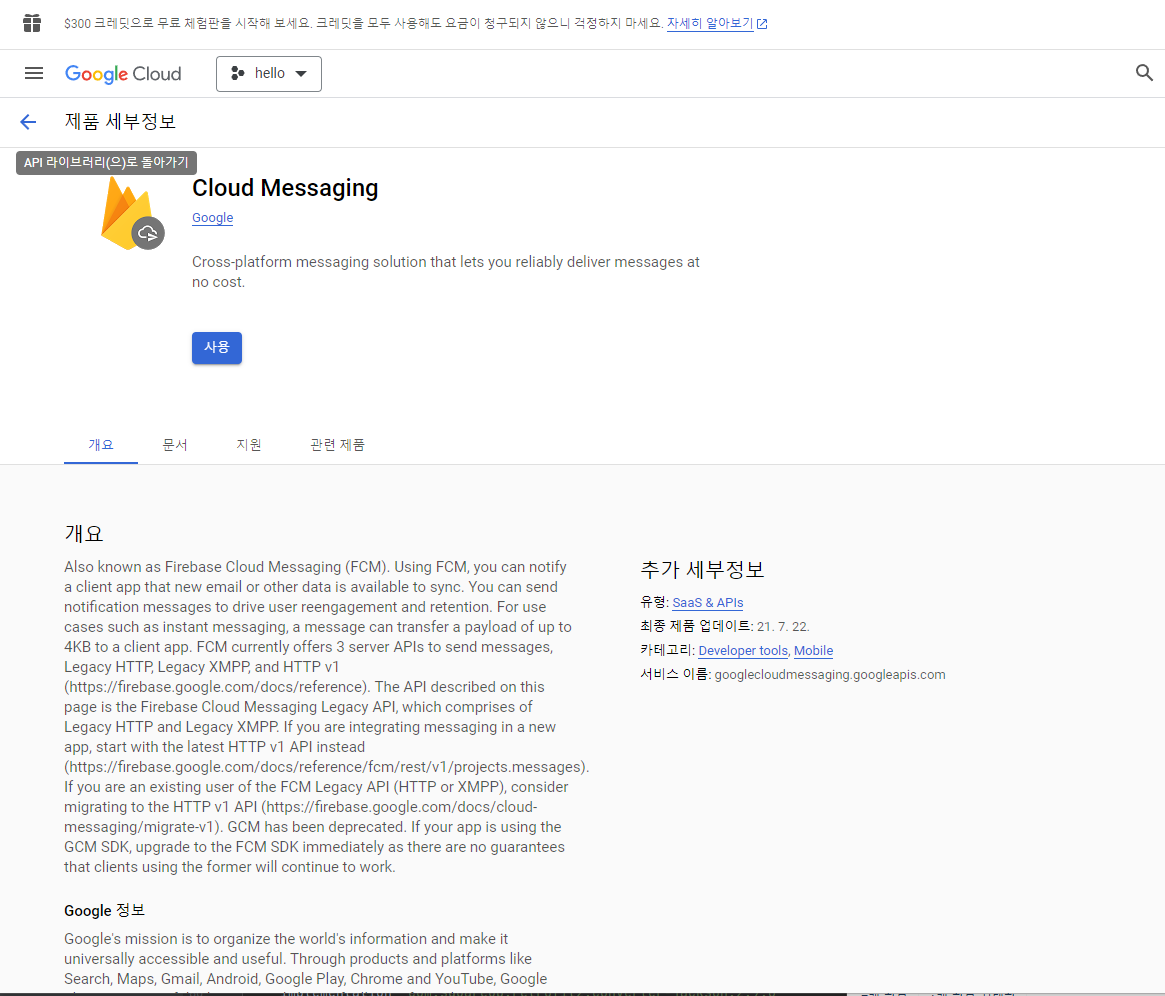 $300 크레딧으로 무료 체험판을 시작해 보세요. 크레딧을 모두 사용해도 요금이 청구되지 않으니 걱정하지 마세요. 자세히 알아보기
Google Cloud
hello
제품 세부정보
API 라이브러리(으)로 돌아가기
Cloud Messaging
Google
Cross-platform messaging solution that lets you reliably deliver messages at
no cost.
사용
개요 문서 지원 관련 제품
개요
Also known as Firebase Cloud Messaging (FCM). Using FCM, you can notify
a client app that new email or other data is available to sync. You can send
notification messages to drive user reengagement and retention. For use
cases such as instant messaging, a message can transfer a payload of up to
4KB to a client app. FCM currently offers 3 server APIs to send messages,
Legacy HTTP, Legacy XMPP, and HTTP v1
(https://firebase.google.com/docs/reference). The API described on this
page is the Firebase Cloud Messaging Legacy API, which comprises of
Legacy HTTP and Legacy XMPP. If you are integrating messaging in a new
app, start with the latest HTTP v1 API instead
(https://firebase.google.com/docs/reference/fcm/rest/v1/projects.messages).
If you are an existing user of the FCM Legacy API (HTTP or XMPP), consider
migrating to the HTTP v1 API (https://firebase.google.com/docs/cloud-
messaging/migrate-v1). GCM has been deprecated. If your app is using the
GCM SDK, upgrade to the FCM SDK immediately as there are no guarantees
that clients using the former will continue to work.
추가 세부정보
유형: SaaS & APIs
최종 제품 업데이트: 21. 7. 22.
카테고리: Developer tools, Mobile
서비스 이름: googlecloudmessaging.googleapis.com
Google 정보
Google's mission is to organize the world's information and make it
universally accessible and useful. Through products and platforms like
Search, Maps, Gmail, Android, Google Play, Chrome and YouTube, Google